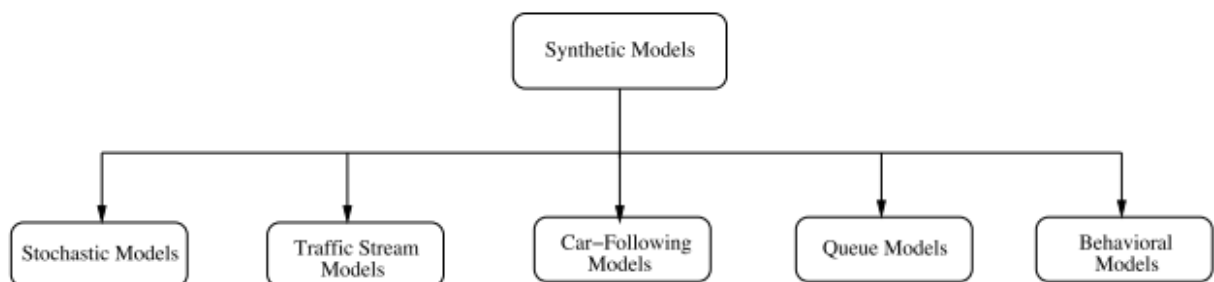 Synthetic Models
Stochastic Models
Traffic Stream
Models
Car−Following
Models
Queue Models
Behavioral
Models